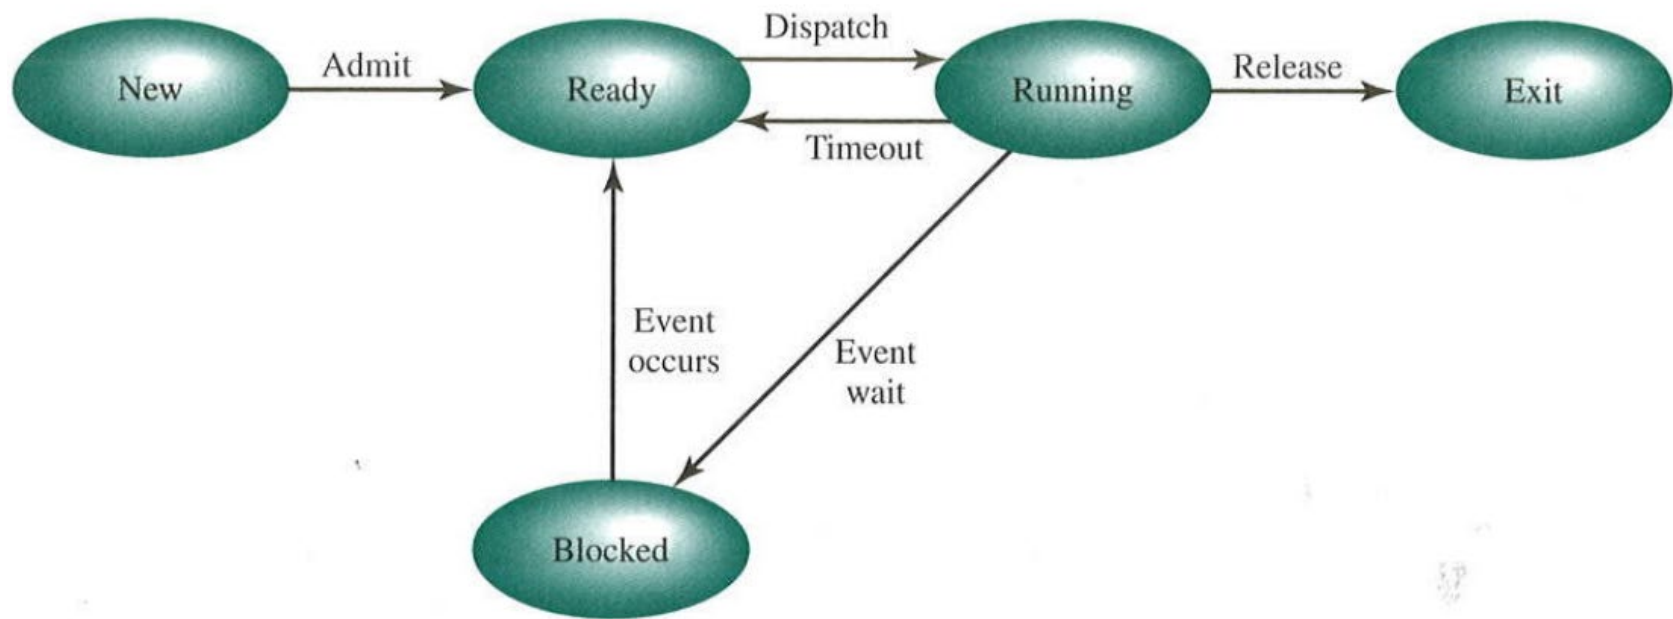 Dispatch
New
Admit
Ready
Running
Release
Exit
Timeout
Event
occurs
Event
wait
Blocked